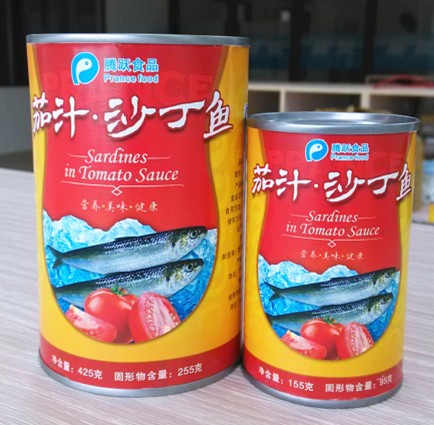 腾跃食品
Prance food
茄汁·沙丁鱼
Sardines
in Tomato Sauce
营养·美味·健康
净含量：425克 固形物含量：255克
腾跃食品
Prance food
茄汁·沙丁鱼
Sardines
in Tomato Sauce
营养·美味·健康
净含量：155克 固形物含量：95克